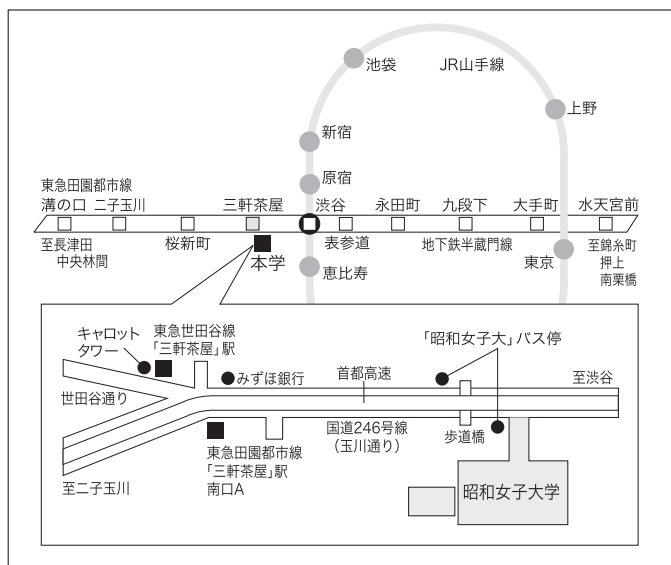 池袋
JR山手線
上野
新宿
原宿
東急田園都市線
溝の口
二子玉川
三軒茶屋
渋谷
永田町
九段下
大手町
水天宮前
至長津田
中央林間
桜新町
本学
表参道
地下鉄半蔵門線
東京
至錦糸町
押上
南栗橋
恵比寿
キャロット
タワー
東急世田谷線
「三軒茶屋」駅
「昭和女子大」バス停
みずほ銀行
首都高速
至渋谷
世田谷通り
国道246号線
（玉川通り）
歩道橋
東急田園都市線
「三軒茶屋」駅
南口A
至二子玉川
昭和女子大学